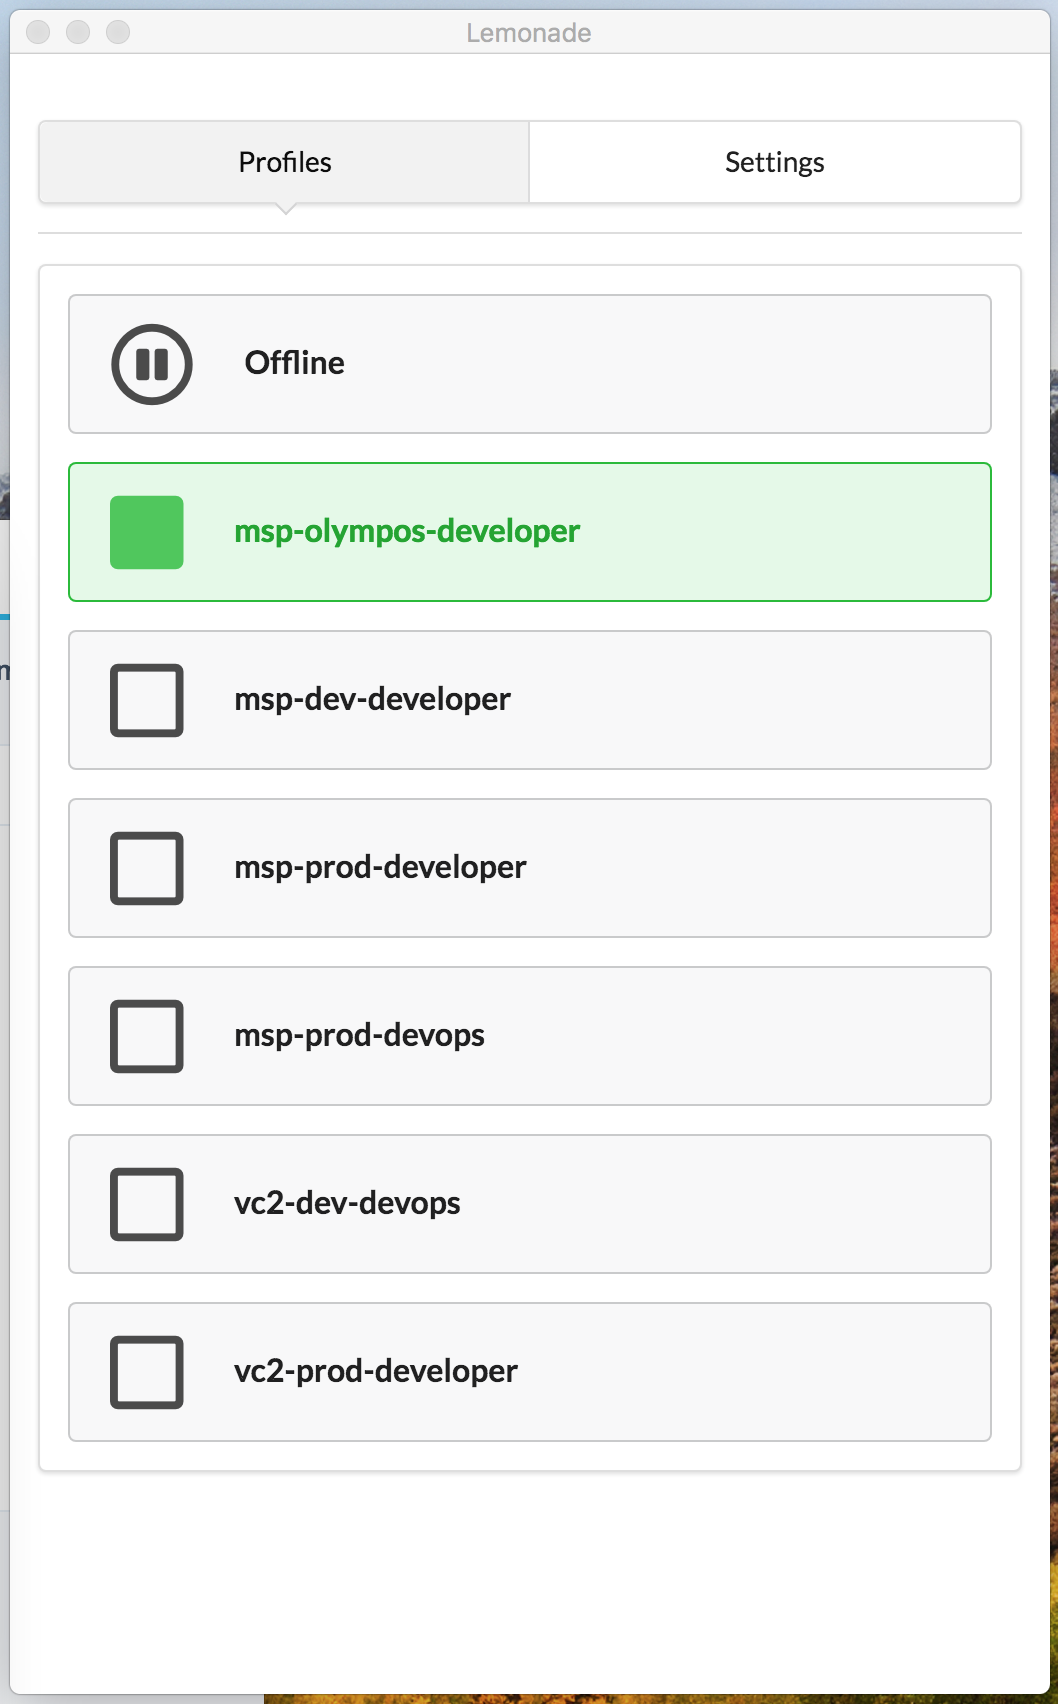 Lemonade
Profiles
Settings
Offline
msp-olympos-developer
msp-dev-developer
msp-prod-developer
msp-prod-devops
vc2-dev-devops
vc2-prod-developer